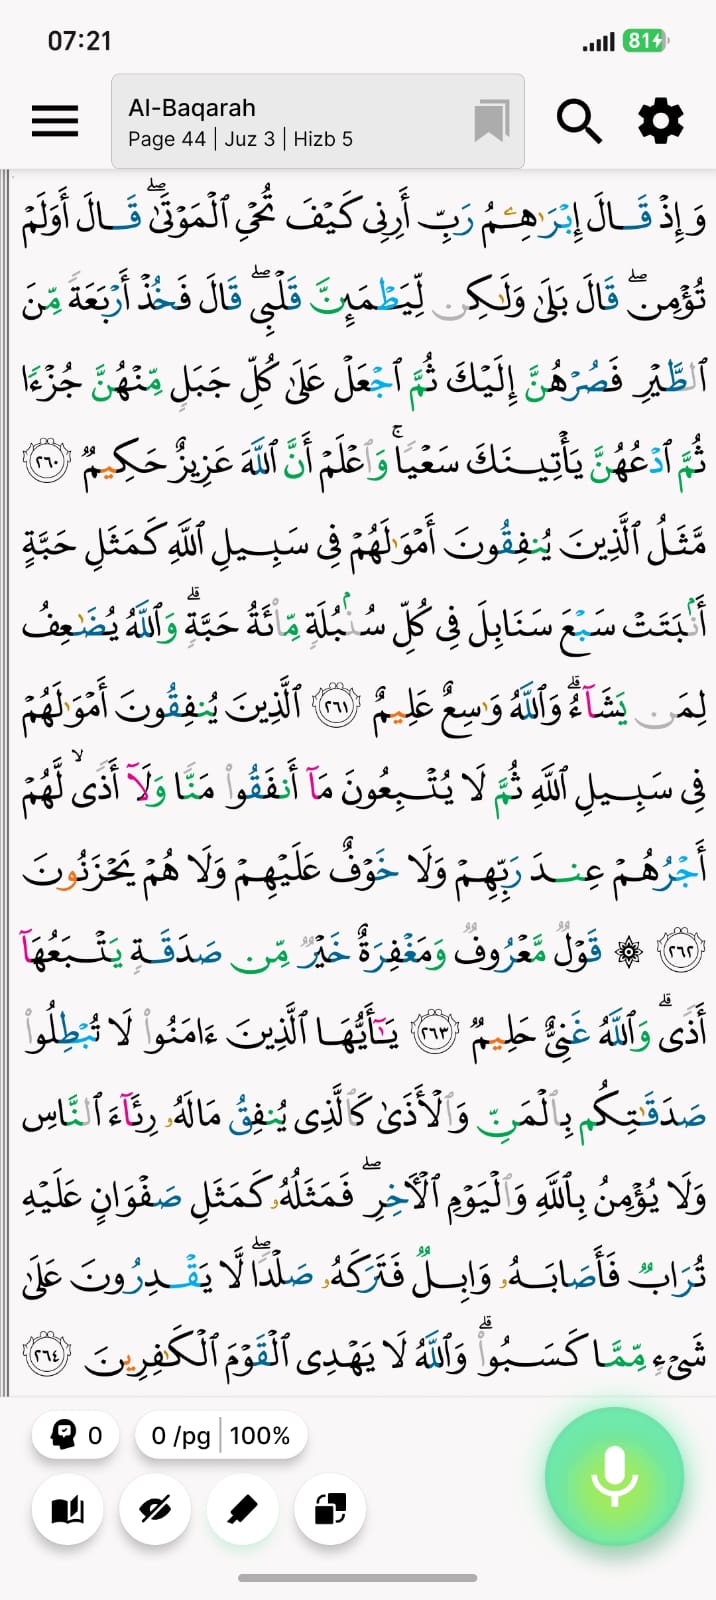 07:21
81
Al-Baqarah
Page 44 | Juz 3 | Hizb 5
وَإِذْ قَالَ إِبْرَٰهِـۧمُ رَبِّ أَرِنِى كَيْفَ تُحْىِ ٱلْمَوْتَىٰ ۖ قَالَ أَوَلَمْ
تُؤْمِن ۖ قَالَ بَلَىٰ وَلَـٰكِن لِّيَطْمَئِنَّ قَلْبِى ۖ قَالَ فَخُذْ أَرْبَعَةً مِّنَ
ٱلطَّيْرِ فَصُرْهُنَّ إِلَيْكَ ثُمَّ ٱجْعَلْ عَلَىٰ كُلِّ جَبَلٍ مِّنْهُنَّ جُزْءًا
ثُمَّ ٱدْعُهُنَّ يَأْتِينَكَ سَعْيًا ۚ وَٱعْلَمْ أَنَّ ٱللَّهَ عَزِيزٌ حَكِيمٌ ٢٦٠
مَّثَلُ ٱلَّذِينَ يُنفِقُونَ أَمْوَٰلَهُمْ فِى سَبِيلِ ٱللَّهِ كَمَثَلِ حَبَّةٍ
أَنۢبَتَتْ سَبْعَ سَنَابِلَ فِى كُلِّ سُنۢبُلَةٍ مِّا۟ئَةُ حَبَّةٍ ۗ وَٱللَّهُ يُضَـٰعِفُ
لِمَن يَشَآءُ ۗ وَٱللَّهُ وَٰسِعٌ عَلِيمٌ ٢٦١ ٱلَّذِينَ يُنفِقُونَ أَمْوَٰلَهُمْ
فِى سَبِيلِ ٱللَّهِ ثُمَّ لَا يُتْبِعُونَ مَآ أَنفَقُوا۟ مَنًّا وَلَآ أَذًى ۙ لَّهُمْ
أَجْرُهُمْ عِندَ رَبِّهِمْ وَلَا خَوْفٌ عَلَيْهِمْ وَلَا هُمْ يَحْزَنُونَ
٢٦٢ ۞ قَوْلٌ مَّعْرُوفٌ وَمَغْفِرَةٌ خَيْرٌ مِّن صَدَقَةٍ يَتْبَعُهَآ
أَذًى ۗ وَٱللَّهُ غَنِىٌّ حَلِيمٌ ٢٦٣ يَـٰٓأَيُّهَا ٱلَّذِينَ ءَامَنُوا۟ لَا تُبْطِلُوا۟
صَدَقَـٰتِكُم بِٱلْمَنِّ وَٱلْأَذَىٰ كَٱلَّذِى يُنفِقُ مَالَهُۥ رِئَآءَ ٱلنَّاسِ
وَلَا يُؤْمِنُ بِٱللَّهِ وَٱلْيَوْمِ ٱلْـَٔاخِرِ ۖ فَمَثَلُهُۥ كَمَثَلِ صَفْوَانٍ عَلَيْهِ
تُرَابٌ فَأَصَابَهُۥ وَابِلٌ فَتَرَكَهُۥ صَلْدًا ۖ لَّا يَقْدِرُونَ عَلَىٰ
شَىْءٍ مِّمَّا كَسَبُوا۟ ۗ وَٱللَّهُ لَا يَهْدِى ٱلْقَوْمَ ٱلْكَـٰفِرِينَ ٢٦٤
0
0 /pg | 100%